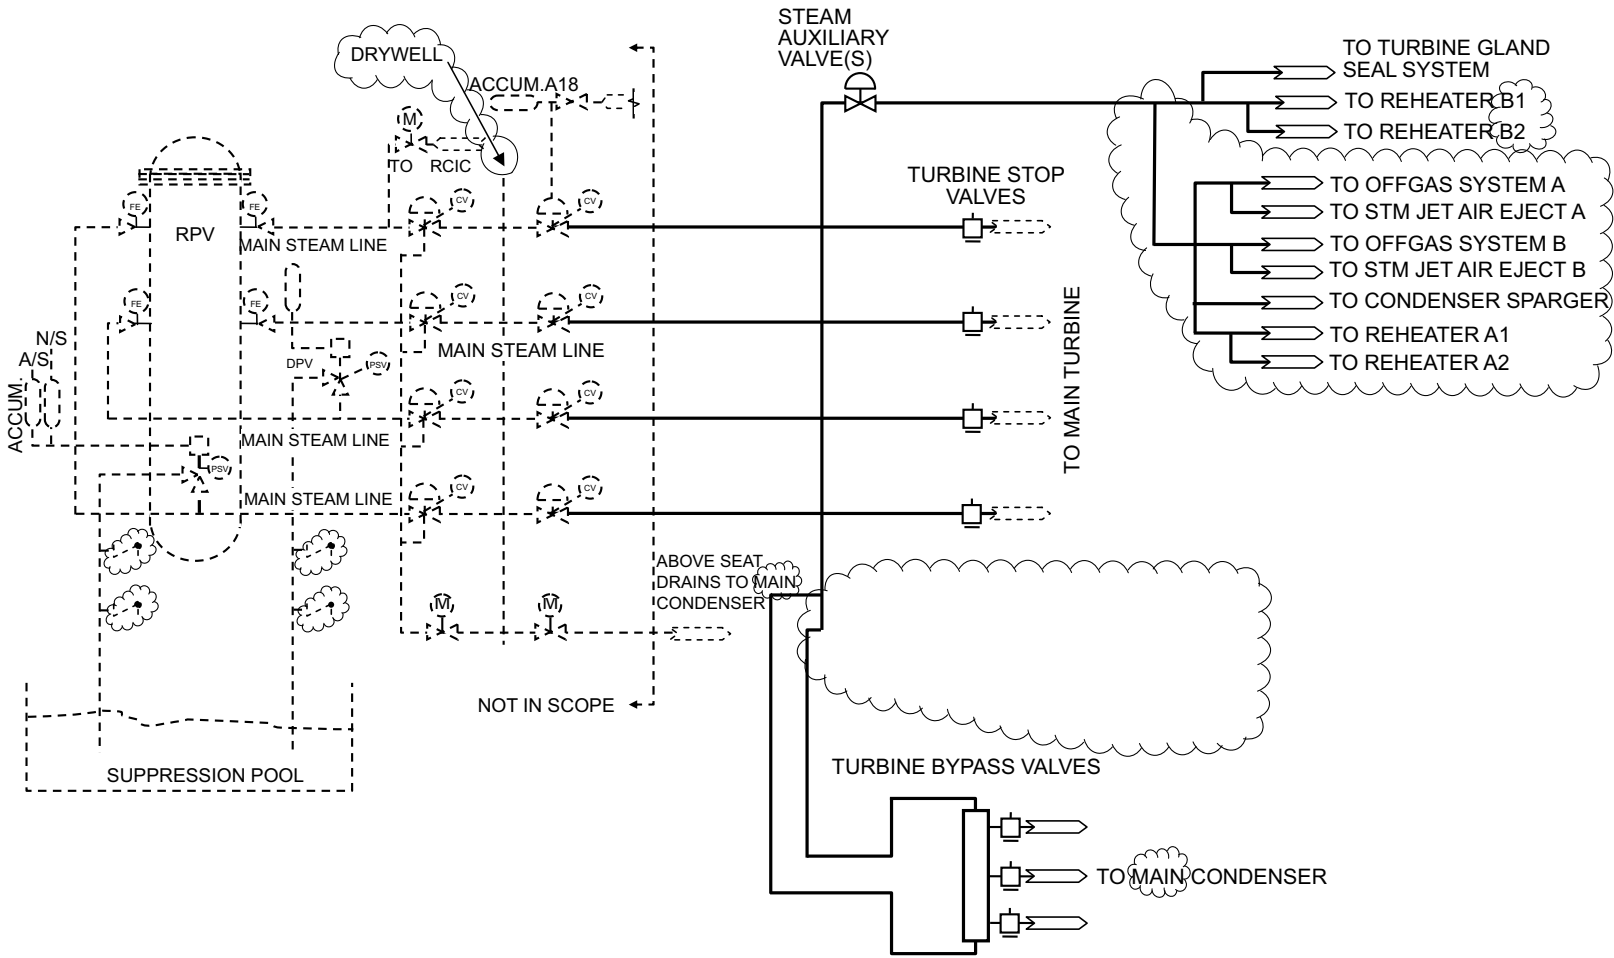 STEAM
AUXILIARY
VALVE(S)
DRYWELL
ACCUM.A18
M
TO RCIC
TO TURBINE GLAND
SEAL SYSTEM
TO REHEATER B1
TO REHEATER B2
TO OFFGAS SYSTEM A
TO STM JET AIR EJECT A
TO OFFGAS SYSTEM B
TO STM JET AIR EJECT B
TO CONDENSER SPARGER
TO REHEATER A1
TO REHEATER A2
TURBINE STOP
VALVES
FE
FE
CV
CV
RPV
MAIN STEAM LINE
FE
FE
CV
CV
MAIN STEAM LINE
N/S
A/S
ACCUM.
DPV
PSV
CV
CV
MAIN STEAM LINE
PSV
CV
CV
MAIN STEAM LINE
TO MAIN TURBINE
ABOVE SEAT
DRAINS TO MAIN
CONDENSER
M
M
NOT IN SCOPE
SUPPRESSION POOL
TURBINE BYPASS VALVES
TO MAIN CONDENSER